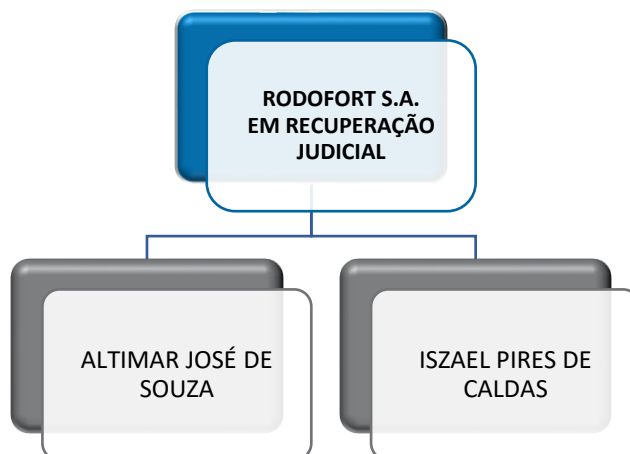 RODOFORT S.A.
EM RECUPERAÇÃO
JUDICIAL
ALTIMAR JOSÉ DE
SOUZA
ISZAEL PIRES DE
CALDAS